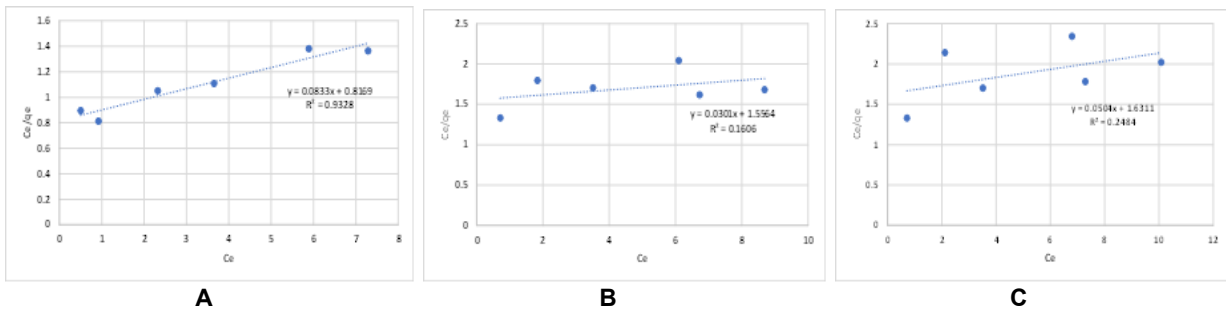 1.6
1.4
1.2
1
0.8
0.6
0.4
0.2
0
Ce/qe
y = 0.0833x + 0.8169
R² = 0.9328
0 1 2 3 4 5 6 7 8
Ce
A
2.5
2
1.5
1
0.5
0
Ce/qe
y = 0.0301x + 1.5564
R² = 0.1606
0 2 4 6 8 10
Ce
B
2.5
2
1.5
1
0.5
0
Ce/qe
y = 0.0504x + 1.6311
R² = 0.2484
0 2 4 6 8 10 12
Ce
C